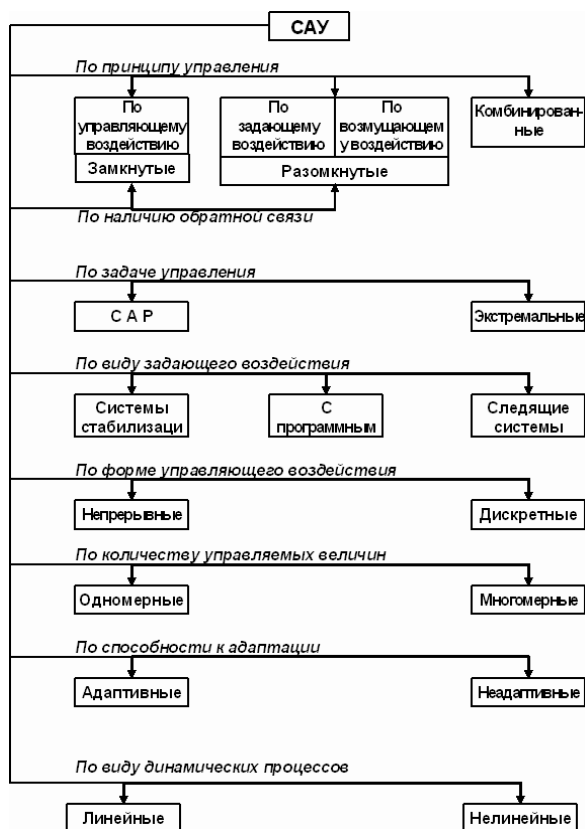 САУ
По принципу управления
По
управляющему
воздействию
Замкнутые
По
задающему
воздействию
По
возмущающем
у воздействию
Разомкнутые
Комбинирован-
ные
По наличию обратной связи
По задаче управления
С А Р
Экстремальные
По виду задающего воздействия
Системы
стабилизаци
С
программным
Следящие
системы
По форме управляющего воздействия
Непрерывные
Дискретные
По количеству управляемых величин
Одномерные
Многомерные
По способности к адаптации
Адаптивные
Неадаптивные
По виду динамических процессов
Линейные
Нелинейные